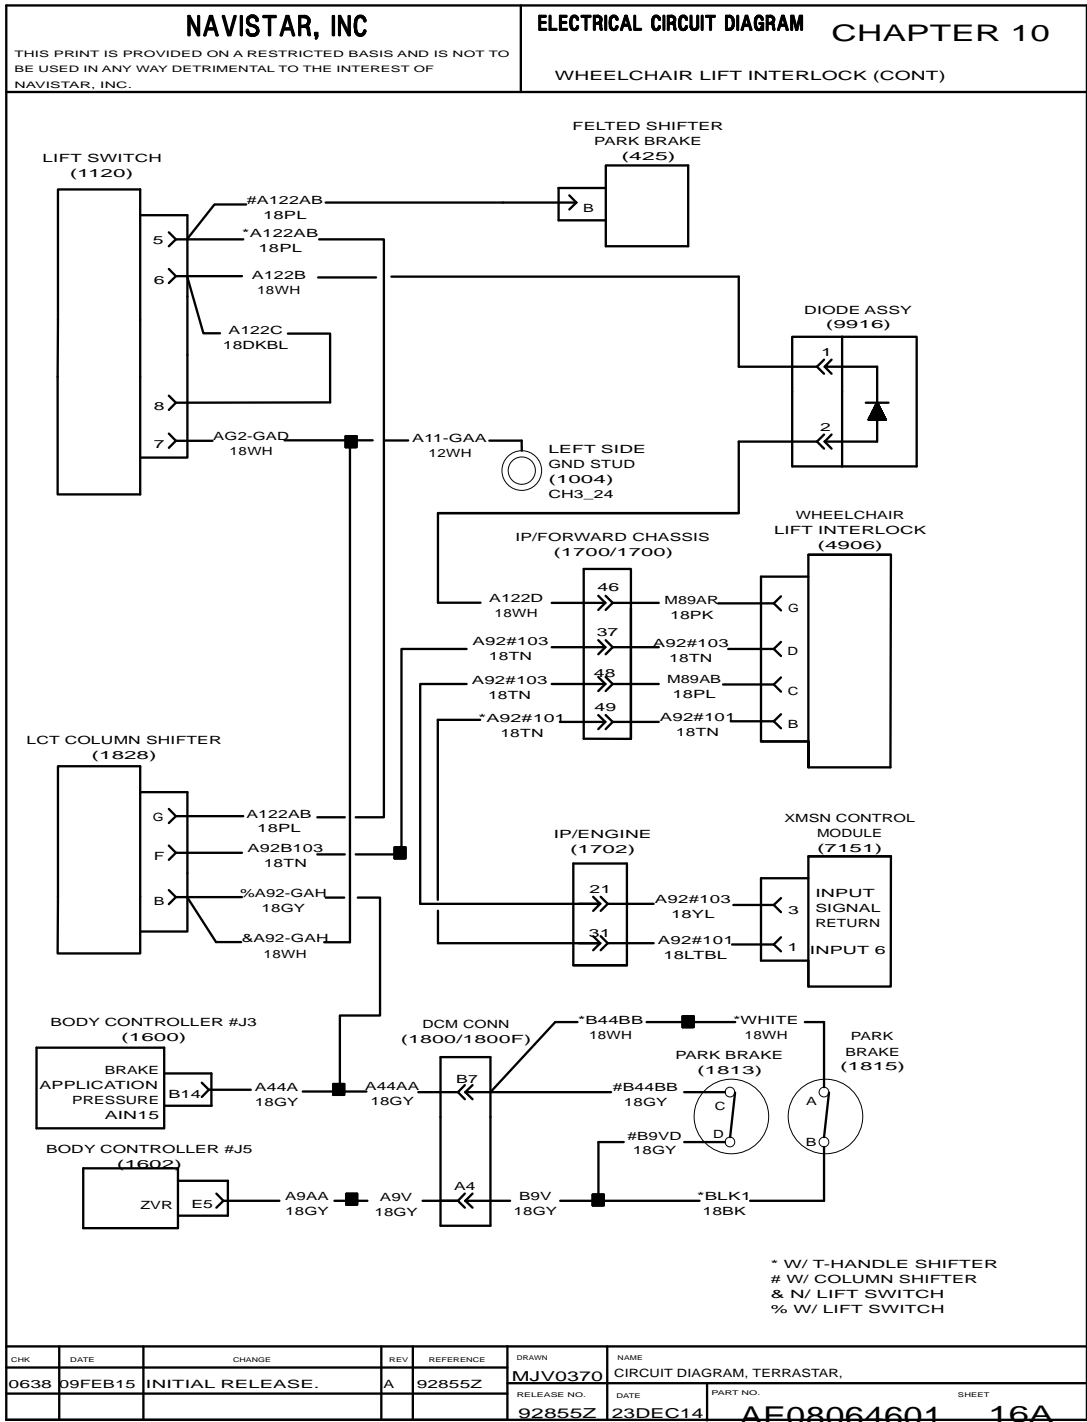 NAVISTAR, INC
THIS PRINT IS PROVIDED ON A RESTRICTED BASIS AND IS NOT TO
BE USED IN ANY WAY DETRIMENTAL TO THE INTEREST OF
NAVISTAR, INC.
ELECTRICAL CIRCUIT DIAGRAM
CHAPTER 10
WHEELCHAIR LIFT INTERLOCK (CONT)
FELTED SHIFTER
PARK BRAKE
(425)
B
LIFT SWITCH
(1120)
#A122AB
18PL
5
*A122AB
18PL
6
A122B
18WH
A122C
18DKBL
8
7
AG2-GAD
18WH
A11-GAA
12WH
LEFT SIDE
GND STUD
(1004)
CH3_24
DIODE ASSY
(9916)
1
2
IP/FORWARD CHASSIS
(1700/1700)
WHEELCHAIR
LIFT INTERLOCK
(4906)
A122D
18WH
46
M89AR
18PK
G
A92#103
18TN
37
A92#103
18TN
D
A92#103
18TN
48
M89AB
18PL
C
*A92#101
18TN
49
A92#101
18TN
B
LCT COLUMN SHIFTER
(1828)
G
A122AB
18PL
F
A92B103
18TN
B
%A92-GAH
18GY
&A92-GAH
18WH
IP/ENGINE
(1702)
XMSN CONTROL
MODULE
(7151)
21
A92#103
18YL
3
INPUT
SIGNAL
RETURN
31
A92#101
18LTBL
1
INPUT 6
BODY CONTROLLER #J3
(1600)
BRAKE
APPLICATION
PRESSURE
AIN15
B14
A44A
18GY
A44AA
18GY
DCM CONN
(1800/1800F)
B7
*B44BB
18WH
*WHITE
18WH
PARK BRAKE
(1813)
PARK
BRAKE
(1815)
#B44BB
18GY
C
D
A
B
#B9VD
18GY
BODY CONTROLLER #J5
(1602)
ZVR
E5
A9AA
18GY
A9V
18GY
A4
B9V
18GY
*BLK1
18BK
* W/ T-HANDLE SHIFTER
# W/ COLUMN SHIFTER
& N/ LIFT SWITCH
% W/ LIFT SWITCH
CHK DATE CHANGE REV REFERENCE
0638 09FEB15 INITIAL RELEASE. A 92855Z
DRAWN
MJV0370
NAME
CIRCUIT DIAGRAM, TERRASTAR,
RELEASE NO.
92855Z
DATE
23DEC14
PART NO.
AF08064601
SHEET
16A